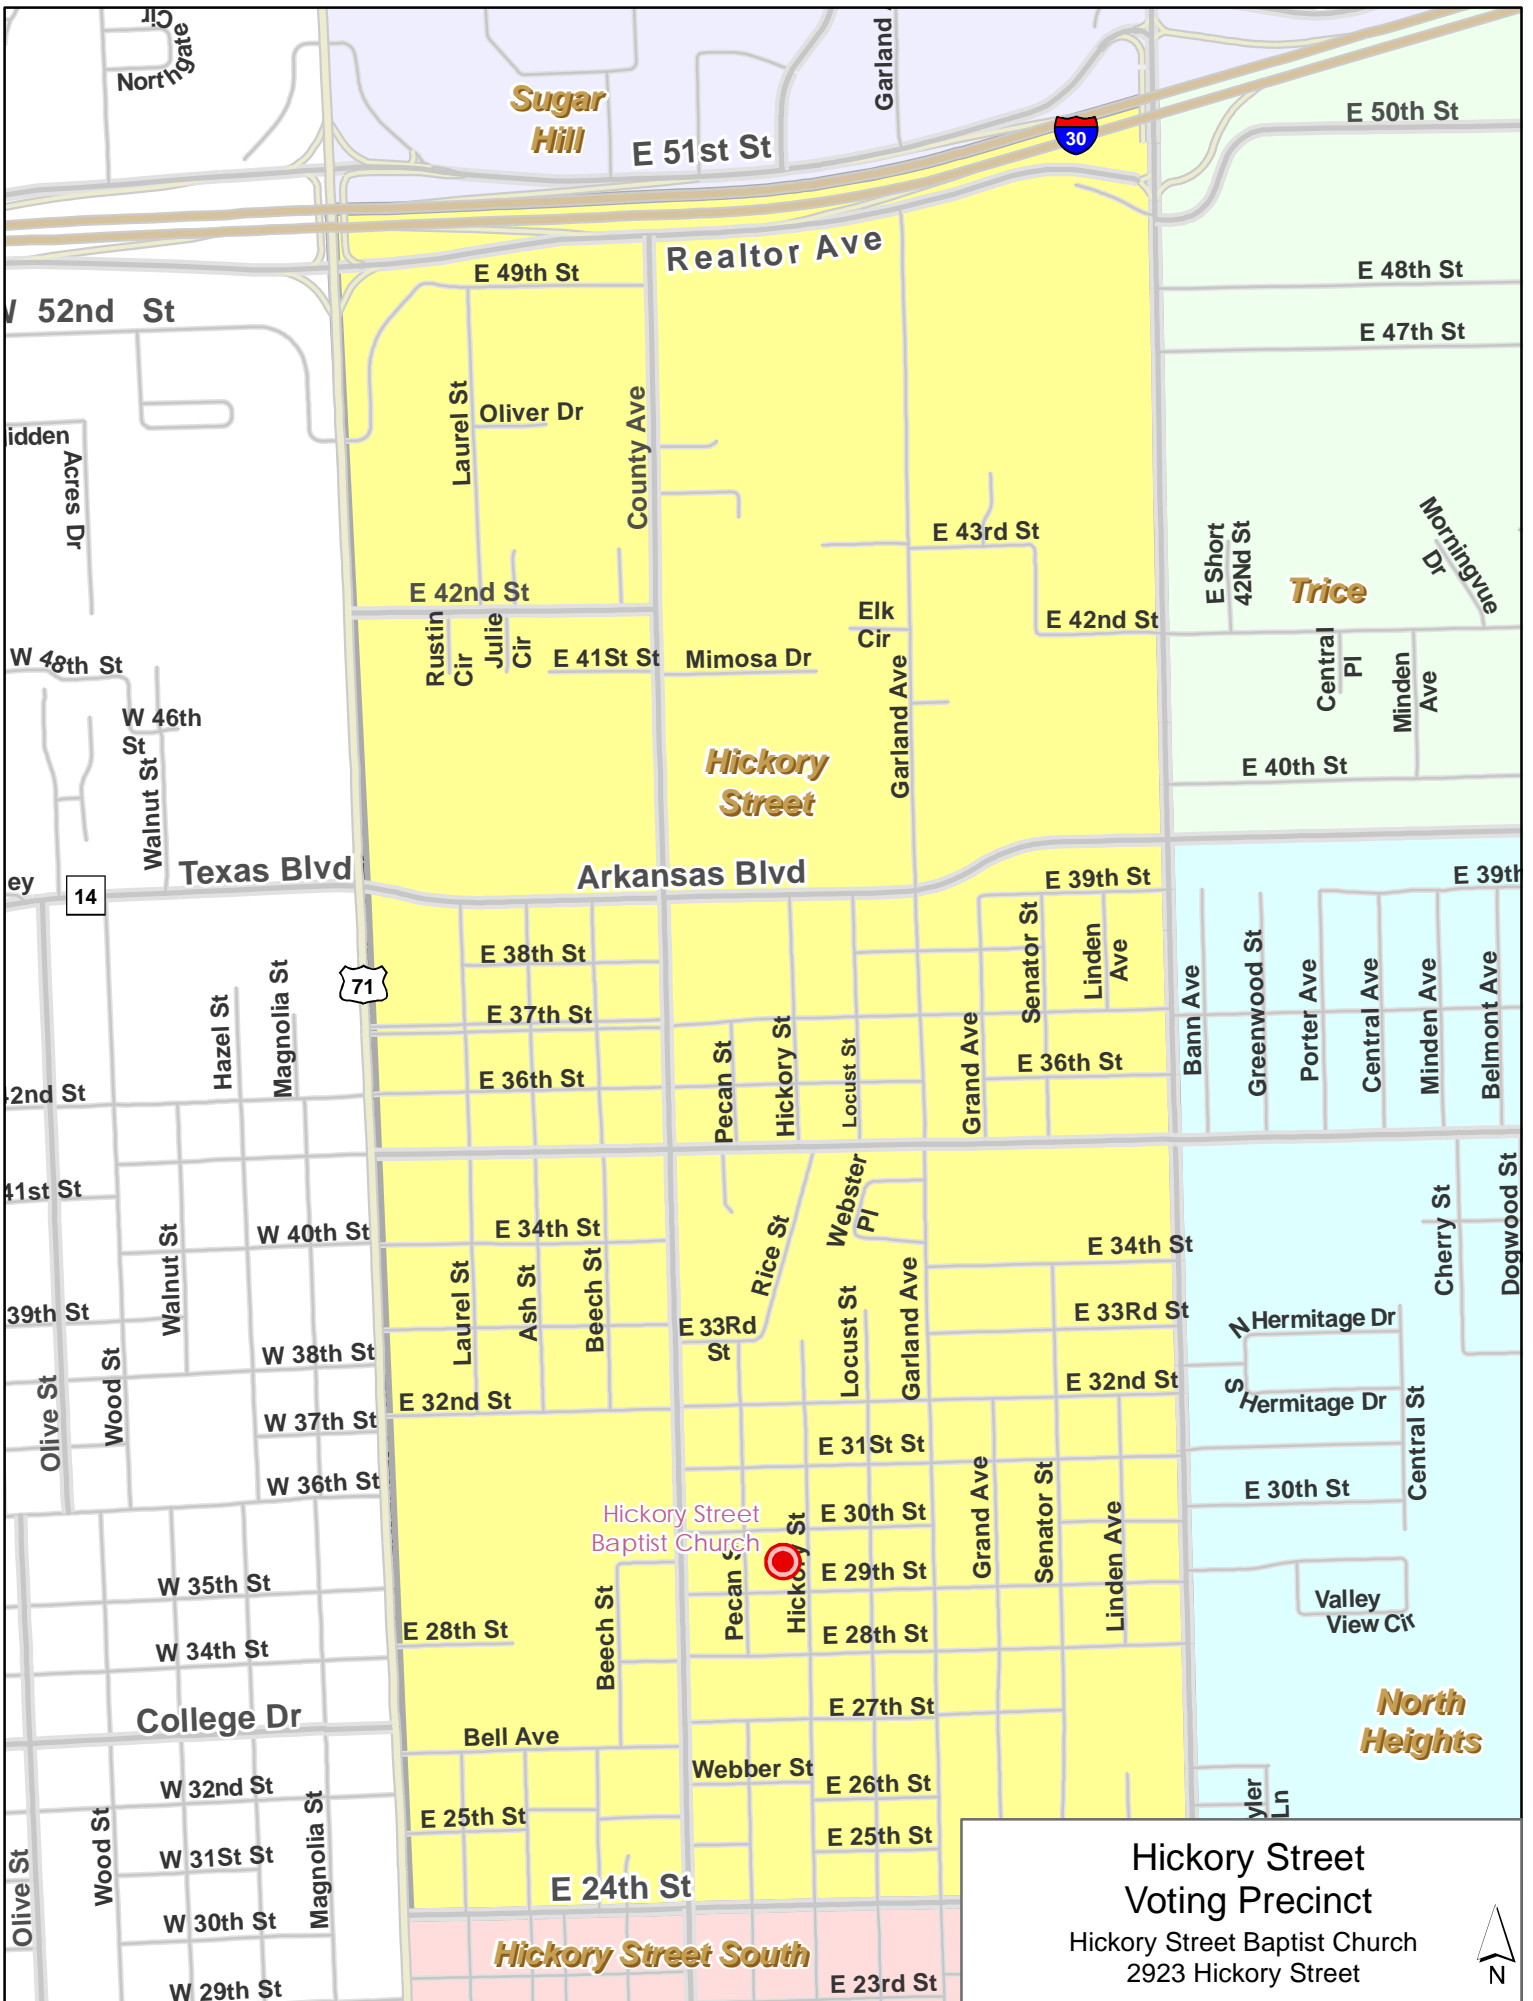 Cir
Northgate
Garland
Sugar
Hill
E 51st St
30
E 50th St
Realtor Ave
E 49th St
E 48th St
52nd St
E 47th St
Laurel St
Oliver Dr
County Ave
idden
Acres Dr
E 43rd St
E Short
42Nd St
Morningvue
Dr
Trice
E 42nd St
Elk
Cir
E 42nd St
Rustin
Cir
Julie
Cir
E 41St St
Mimosa Dr
Garland Ave
Central
Pl
Minden
Ave
W 48th St
W 46th
St
Walnut St
Hickory
Street
E 40th St
Texas Blvd
Arkansas Blvd
ey
14
E 39th St
E 39th
E 38th St
71
Senator St
Linden
Ave
Hazel St
Magnolia St
E 37th St
Pecan St
Hickory St
Locust St
Grand Ave
E 36th St
E 36th St
Bann Ave
Greenwood St
Porter Ave
Central Ave
Minden Ave
Belmont Ave
2nd St
41st St
Walnut St
W 40th St
E 34th St
Rice St
Webster
Pl
E 34th St
Cherry St
Dogwood St
39th St
Laurel St
Ash St
Beech St
E 33Rd
St
Locust St
Garland Ave
E 33Rd St
N Hermitage Dr
W 38th St
E 32nd St
E 32nd St
S Hermitage Dr
Olive St
Wood St
W 37th St
E 31St St
Central St
W 36th St
Hickory Street
Baptist Church
E 30th St
Grand Ave
Senator St
Linden Ave
E 30th St
Pecan S
Hickory St
E 29th St
W 35th St
Valley
View Cir
E 28th St
Beech St
E 28th St
W 34th St
College Dr
E 27th St
North
Heights
Bell Ave
Webber St
W 32nd St
E 26th St
yler
Ln
Wood St
Magnolia St
E 25th St
E 25th St
Olive St
W 31St St
E 24th St
W 30th St
Hickory Street South
W 29th St
E 23rd St
Hickory Street
Voting Precinct
Hickory Street Baptist Church
2923 Hickory Street
N